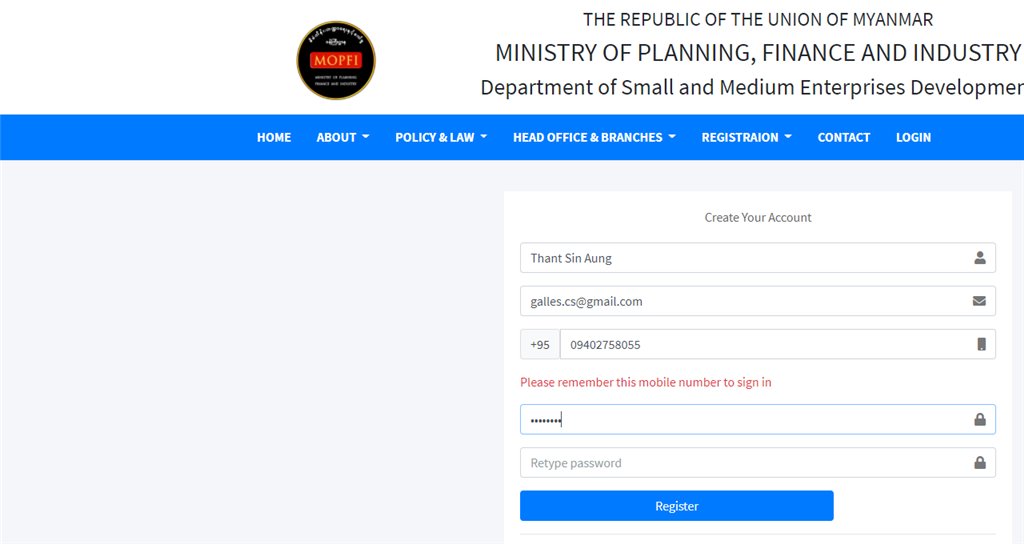 THE REPUBLIC OF THE UNION OF MYANMAR
MINISTRY OF PLANNING, FINANCE AND INDUSTRY
Department of Small and Medium Enterprises Developmen
MOPFI
MINISTRY OF PLANNING
FINANCE AND INDUSTRY
HOME ABOUT POLICY & LAW HEAD OFFICE & BRANCHES REGISTRAION CONTACT LOGIN
Create Your Account
Thant Sin Aung
galles.cs@gmail.com
+95 09402758055
Please remember this mobile number to sign in
••••••••
Retype password
Register